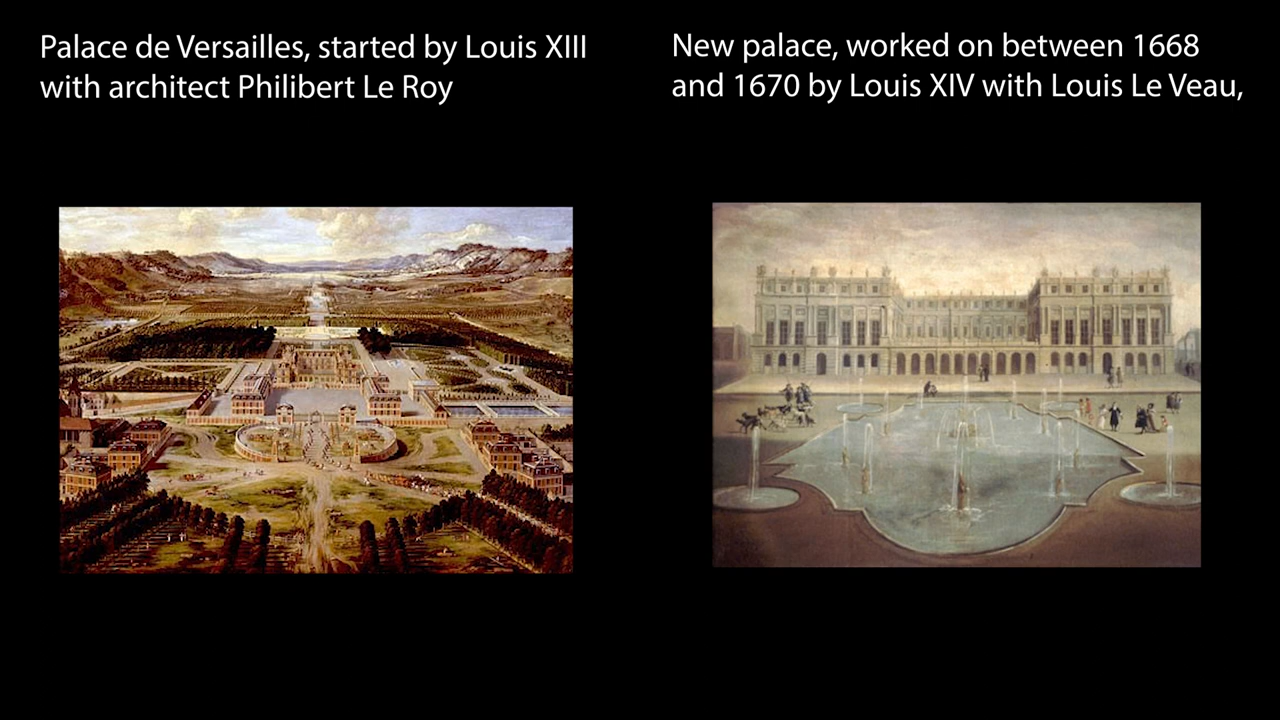 Palace de Versailles, started by Louis XIII
with architect Philibert Le Roy
New palace, worked on between 1668
and 1670 by Louis XIV with Louis Le Veau,